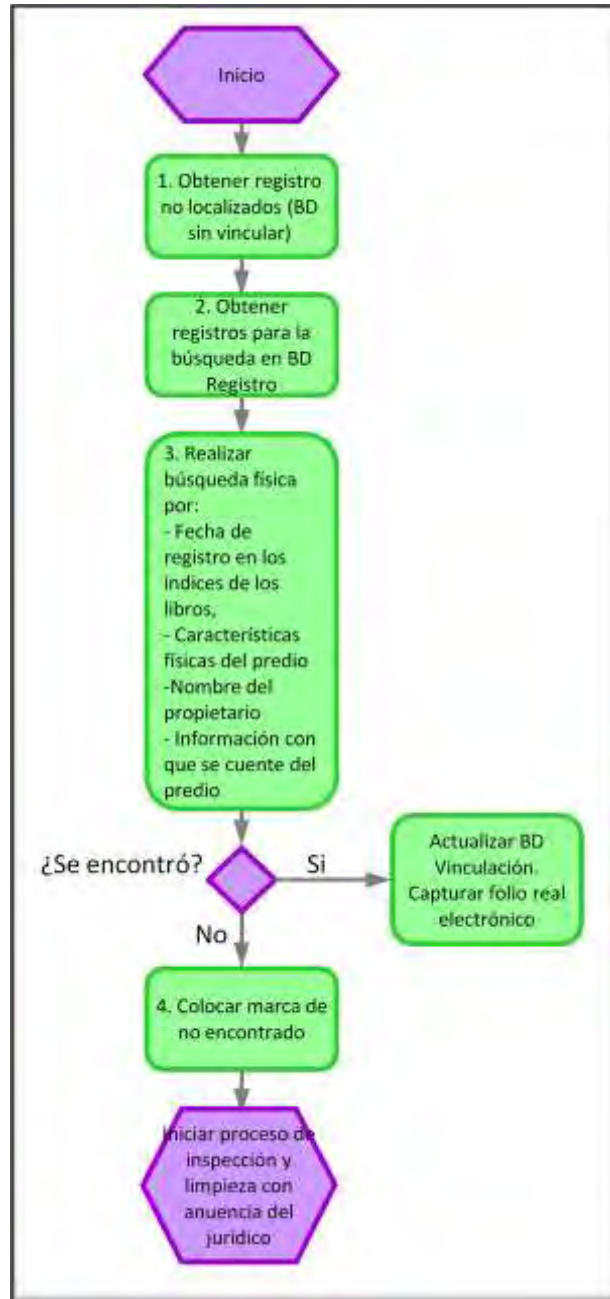 Inicio
1. Obtener registro
no localizados (BD
sin vincular)
2. Obtener
registros para la
búsqueda en BD
Registro
3. Realizar
búsqueda física
por:
- Fecha de
registro en los
índices de los
libros,
- Características
físicas del predio
-Nombre del
propietario
- Información con
que se cuente del
predio
¿Se encontró?
Si
Actualizar BD
Vinculación.
Capturar folio real
electrónico
No
4. Colocar marca de
no encontrado
Iniciar proceso de
inspección y
limpieza con
anuencia del
jurídico